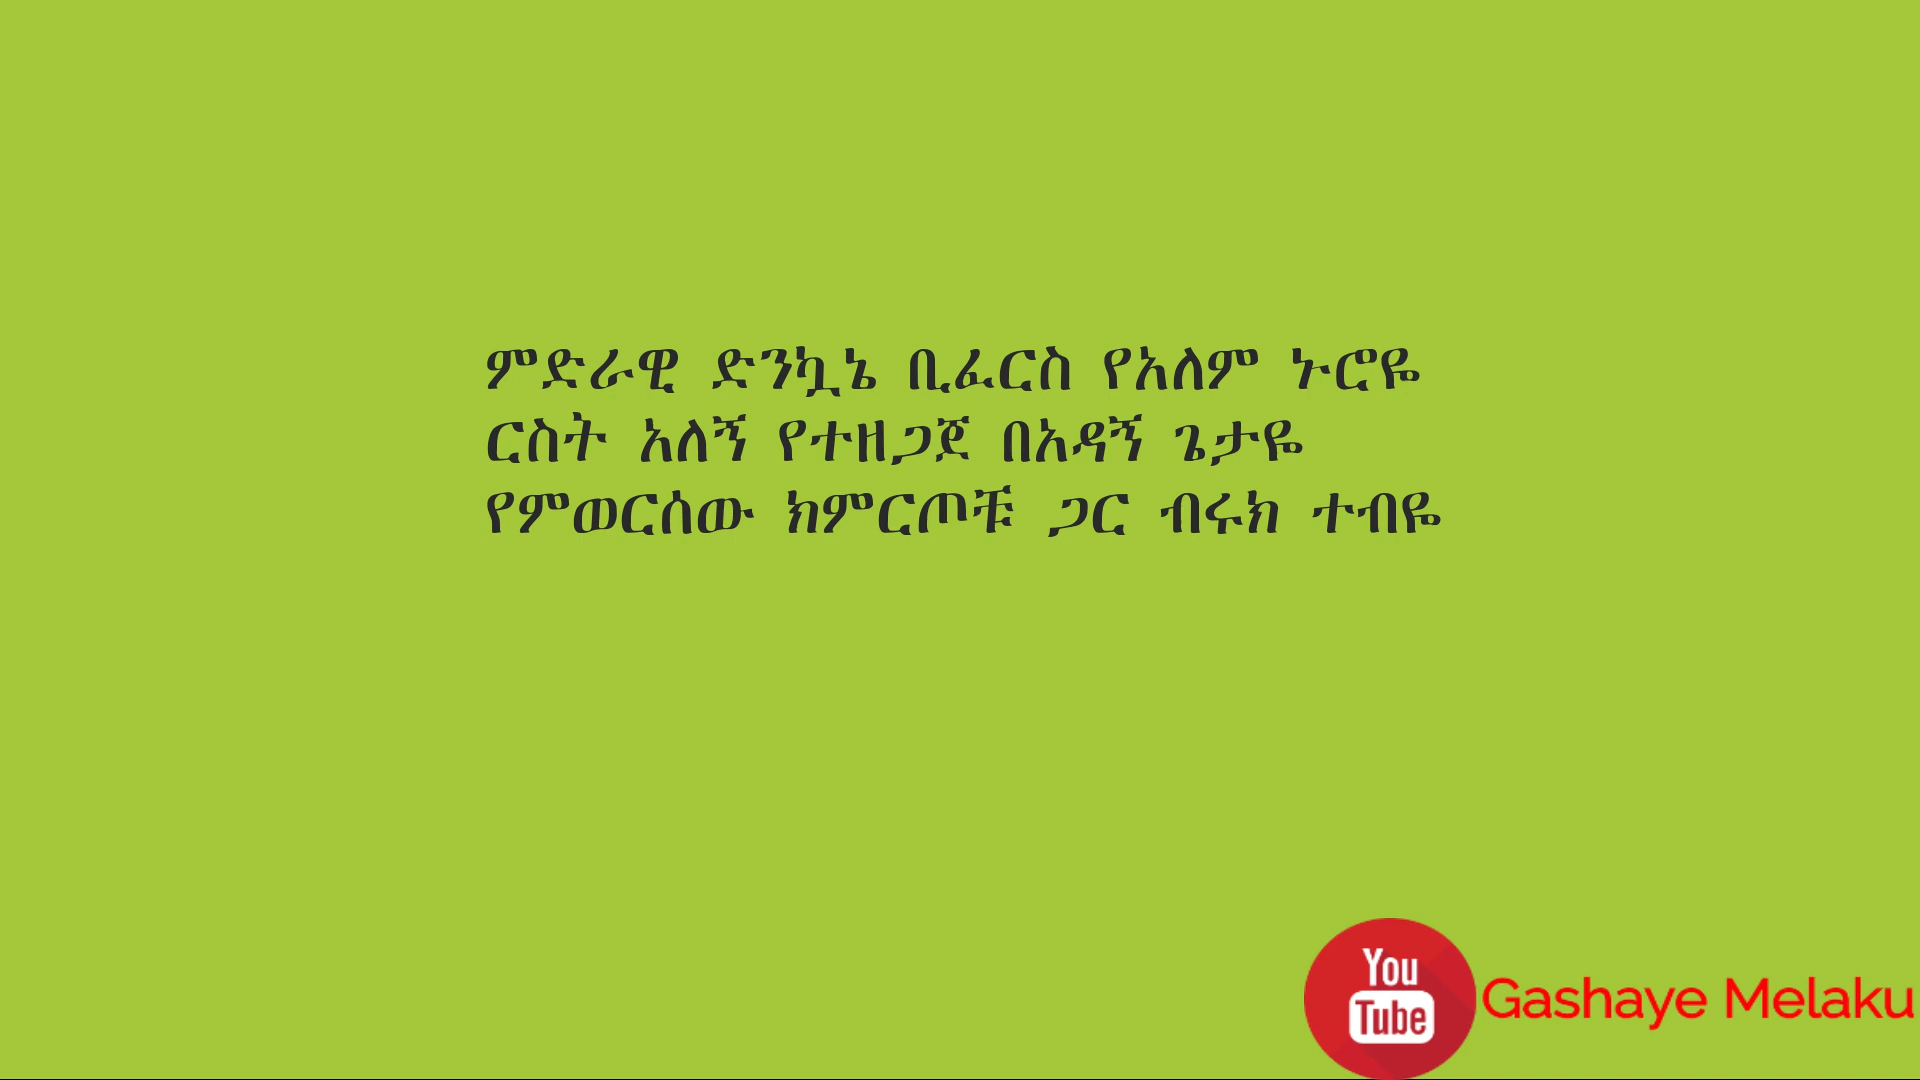 ምድራዊ ድንኳኔ ቢፈርስ የአለም ኑሮዬ
ርስት አለኝ የተዘጋጀ በአዳኝ ጌታዬ
የምወርሰው ክምርጦቹ ጋር ብሩክ ተብዬ
You
Tube
Gashaye Melaku